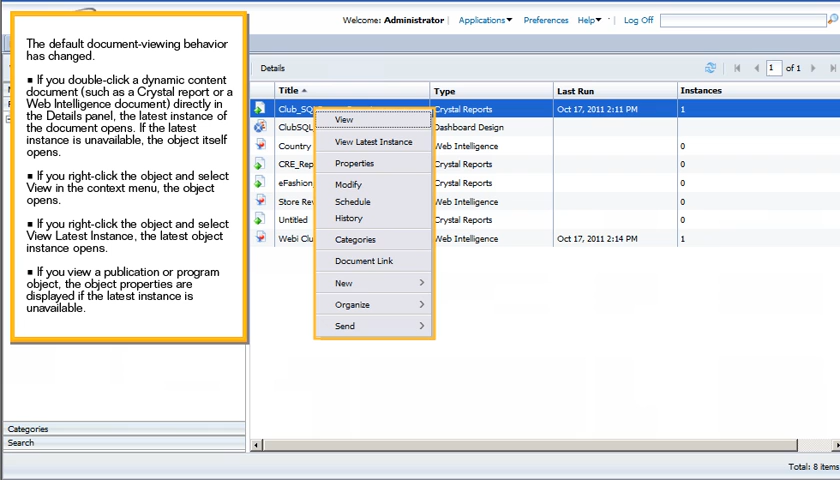 Welcome: Administrator | Applications | Preferences Help | Log Off
The default document-viewing behavior
has changed.
■ If you double-click a dynamic content
document (such as a Crystal report or a
Web Intelligence document) directly in
the Details panel, the latest instance of
the document opens. If the latest
instance is unavailable, the object itself
opens.
■ If you right-click the object and select
View in the context menu, the object
opens.
■ If you right-click the object and select
View Latest Instance, the latest object
instance opens.
■ If you view a publication or program
object, the object properties are
displayed if the latest instance is
unavailable.
Categories
Search
Details 1 of 1
Title Type Last Run Instances
Club_SQ Crystal Reports Oct 17, 2011 2:11 PM 1
ClubSQL Dashboard Design
Country Web Intelligence 0
CRE_Rep Crystal Reports 0
eFashion Crystal Reports 0
Store Rev Web Intelligence 0
Untitled Crystal Reports 0
Webi Clu Web Intelligence Oct 17, 2011 2:14 PM 1
View
View Latest Instance
Properties
Modify
Schedule
History
Categories
Document Link
New
Organize
Send
Total: 8 items